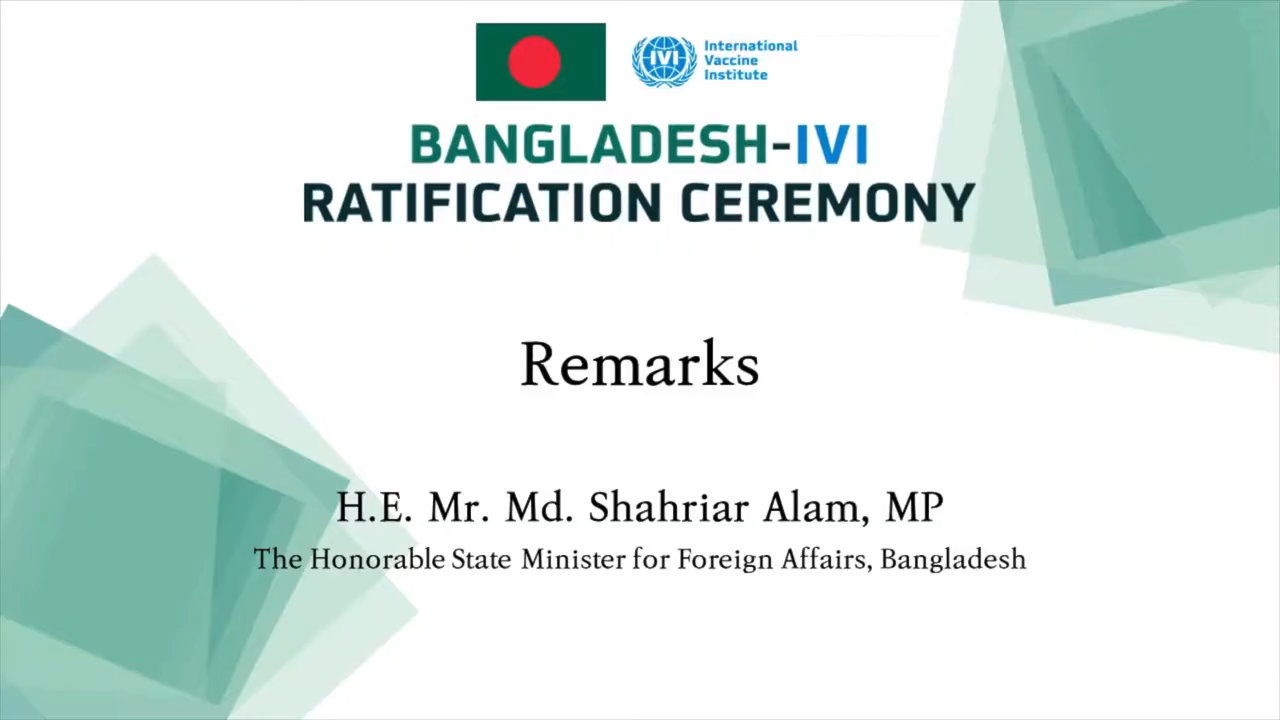 IVI
International
Vaccine
Institute
BANGLADESH-IVI
RATIFICATION CEREMONY
Remarks
H.E. Mr. Md. Shahriar Alam, MP
The Honorable State Minister for Foreign Affairs, Bangladesh